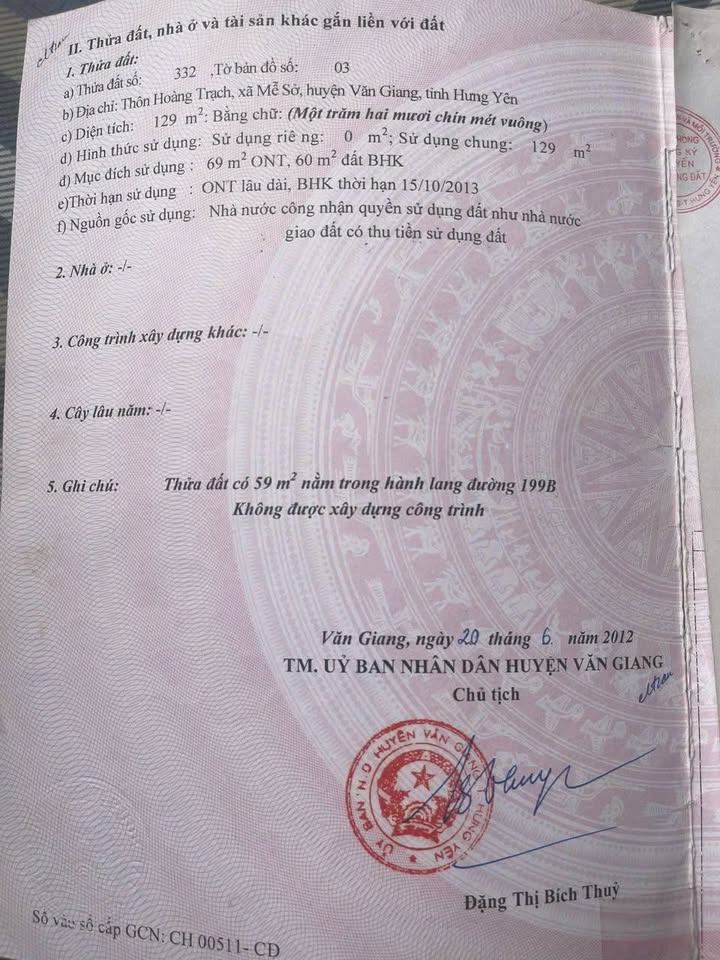 II. Thửa đất, nhà ở và tài sản khác gắn liền với đất
1. Thửa đất:
a) Thửa đất số: 332 ,Tờ bản đồ số: 03
b) Địa chỉ: Thôn Hoàng Trạch, xã Mễ Sở, huyện Văn Giang, tỉnh Hưng Yên
c) Diện tích: 129 m²: Bằng chữ: (Một trăm hai mươi chín mét vuông)
d) Hình thức sử dụng: Sử dụng riê ng: 0 m²; Sử dụng chung: 129 m²
đ) Mục đích sử dụng : 69 m² ONT, 60 m² đất BHK
e)Thời hạn sử dụng : ONT lâu dài, BHK thời hạn 15/10/2013
f) Nguồn gốc sử dụng: Nhà nước công nhận quyền sử dụng đất như nhà nước
giao đất có thu tiền sử dụng đất
2. Nhà ở: -/-
3. Công trình xây dựng khác: -/-
4. Cây lâu năm: -/-
5. Ghi chú: Thửa đất có 59 m² nằm trong hành lang đường 199B
Không được xây dựng công trình
Văn Giang, ngày 20 tháng 6 năm 2012
TM. UỶ BAN NHÂN DÂN HUYỆN VĂN GIANG
Chủ tịch
ỦY BAN N.D HUYỆN VĂN GIANG
HƯNG YÊN
Đặng Thị Bích Thuỷ
Số vào sổ cấp GCN: CH 00511- CĐ